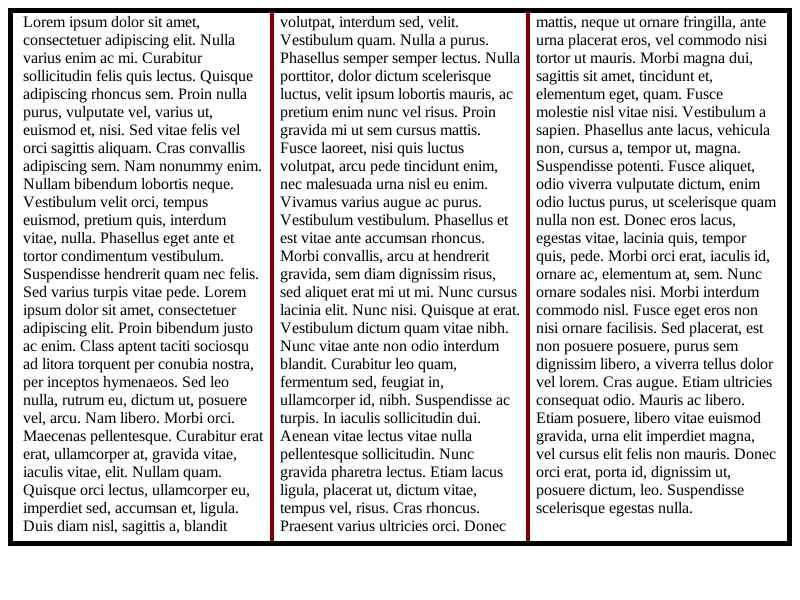 Lorem ipsum dolor sit amet,
consectetuer adipiscing elit. Nulla
varius enim ac mi. Curabitur
sollicitudin felis quis lectus. Quisque
adipiscing rhoncus sem. Proin nulla
purus, vulputate vel, varius ut,
euismod et, nisi. Sed vitae felis vel
orci sagittis aliquam. Cras convallis
adipiscing sem. Nam nonummy enim.
Nullam bibendum lobortis neque.
Vestibulum velit orci, tempus
euismod, pretium quis, interdum
vitae, nulla. Phasellus eget ante et
tortor condimentum vestibulum.
Suspendisse hendrerit quam nec felis.
Sed varius turpis vitae pede. Lorem
ipsum dolor sit amet, consectetuer
adipiscing elit. Proin bibendum justo
ac enim. Class aptent taciti sociosqu
ad litora torquent per conubia nostra,
per inceptos hymenaeos. Sed leo
nulla, rutrum eu, dictum ut, posuere
vel, arcu. Nam libero. Morbi orci.
Maecenas pellentesque. Curabitur erat
erat, ullamcorper at, gravida vitae,
iaculis vitae, elit. Nullam quam.
Quisque orci lectus, ullamcorper eu,
imperdiet sed, accumsan et, ligula.
Duis diam nisl, sagittis a, blandit
volutpat, interdum sed, velit.
Vestibulum quam. Nulla a purus.
Phasellus semper semper lectus. Nulla
porttitor, dolor dictum scelerisque
luctus, velit ipsum lobortis mauris, ac
pretium enim nunc vel risus. Proin
gravida mi ut sem cursus mattis.
Fusce laoreet, nisi quis luctus
volutpat, arcu pede tincidunt enim,
nec malesuada urna nisl eu enim.
Vivamus varius augue ac purus.
Vestibulum vestibulum. Phasellus et
est vitae ante accumsan rhoncus.
Morbi convallis, arcu at hendrerit
gravida, sem diam dignissim risus,
sed aliquet erat mi ut mi. Nunc cursus
lacinia elit. Nunc nisi. Quisque at erat.
Vestibulum dictum quam vitae nibh.
Nunc vitae ante non odio interdum
blandit. Curabitur leo quam,
fermentum sed, feugiat in,
ullamcorper id, nibh. Suspendisse ac
turpis. In iaculis sollicitudin dui.
Aenean vitae lectus vitae nulla
pellentesque sollicitudin. Nunc
gravida pharetra lectus. Etiam lacus
ligula, placerat ut, dictum vitae,
tempus vel, risus. Cras rhoncus.
Praesent varius ultricies orci. Donec
mattis, neque ut ornare fringilla, ante
urna placerat eros, vel commodo nisi
tortor ut mauris. Morbi magna dui,
sagittis sit amet, tincidunt et,
elementum eget, quam. Fusce
molestie nisl vitae nisi. Vestibulum a
sapien. Phasellus ante lacus, vehicula
non, cursus a, tempor ut, magna.
Suspendisse potenti. Fusce aliquet,
odio viverra vulputate dictum, enim
odio luctus purus, ut scelerisque quam
nulla non est. Donec eros lacus,
egestas vitae, lacinia quis, tempor
quis, pede. Morbi orci erat, iaculis id,
ornare ac, elementum at, sem. Nunc
ornare sodales nisi. Morbi interdum
commodo nisl. Fusce eget eros non
nisi ornare facilisis. Sed placerat, est
non posuere posuere, purus sem
dignissim libero, a viverra tellus dolor
vel lorem. Cras augue. Etiam ultricies
consequat odio. Mauris ac libero.
Etiam posuere, libero vitae euismod
gravida, urna elit imperdiet magna,
vel cursus elit felis non mauris. Donec
orci erat, porta id, dignissim ut,
posuere dictum, leo. Suspendisse
scelerisque egestas nulla.